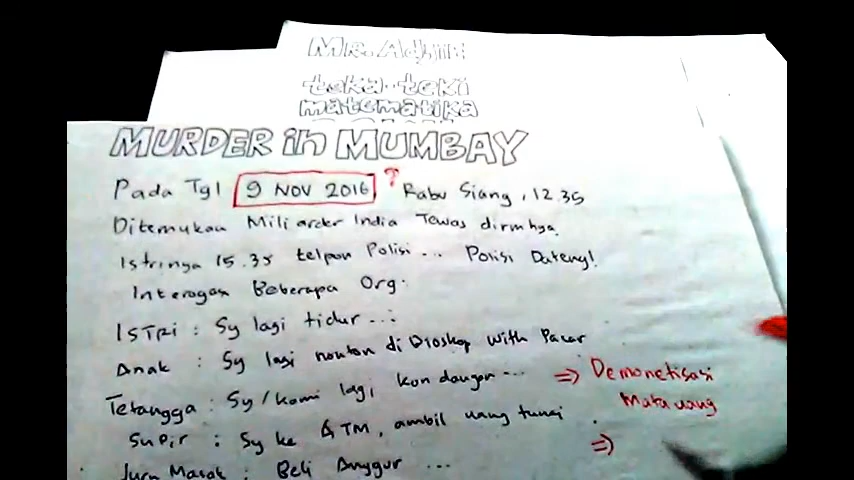 Mr. Adjie
teka-teki
matematika
MURDER in MUMBAY
Pada Tgl 9 NOV 2016 ? Rabu Siang, 12.35
Ditemukan Miliarder India Tewas dirmhya.
Istrinya 15.35 telpon Polisi ... Polisi Dateng!
Interogasi Beberapa Org.
ISTRI : Sy lagi tidur ...
Anak : Sy lagi nonton di Bioskop with Pacar
Tetangga : Sy/kami lagi kondangan ... => Demonetisasi
Mata uang
Supir : Sy ke ATM, ambil uang tunai . =>
Juru Masak : Beli Anggur ...